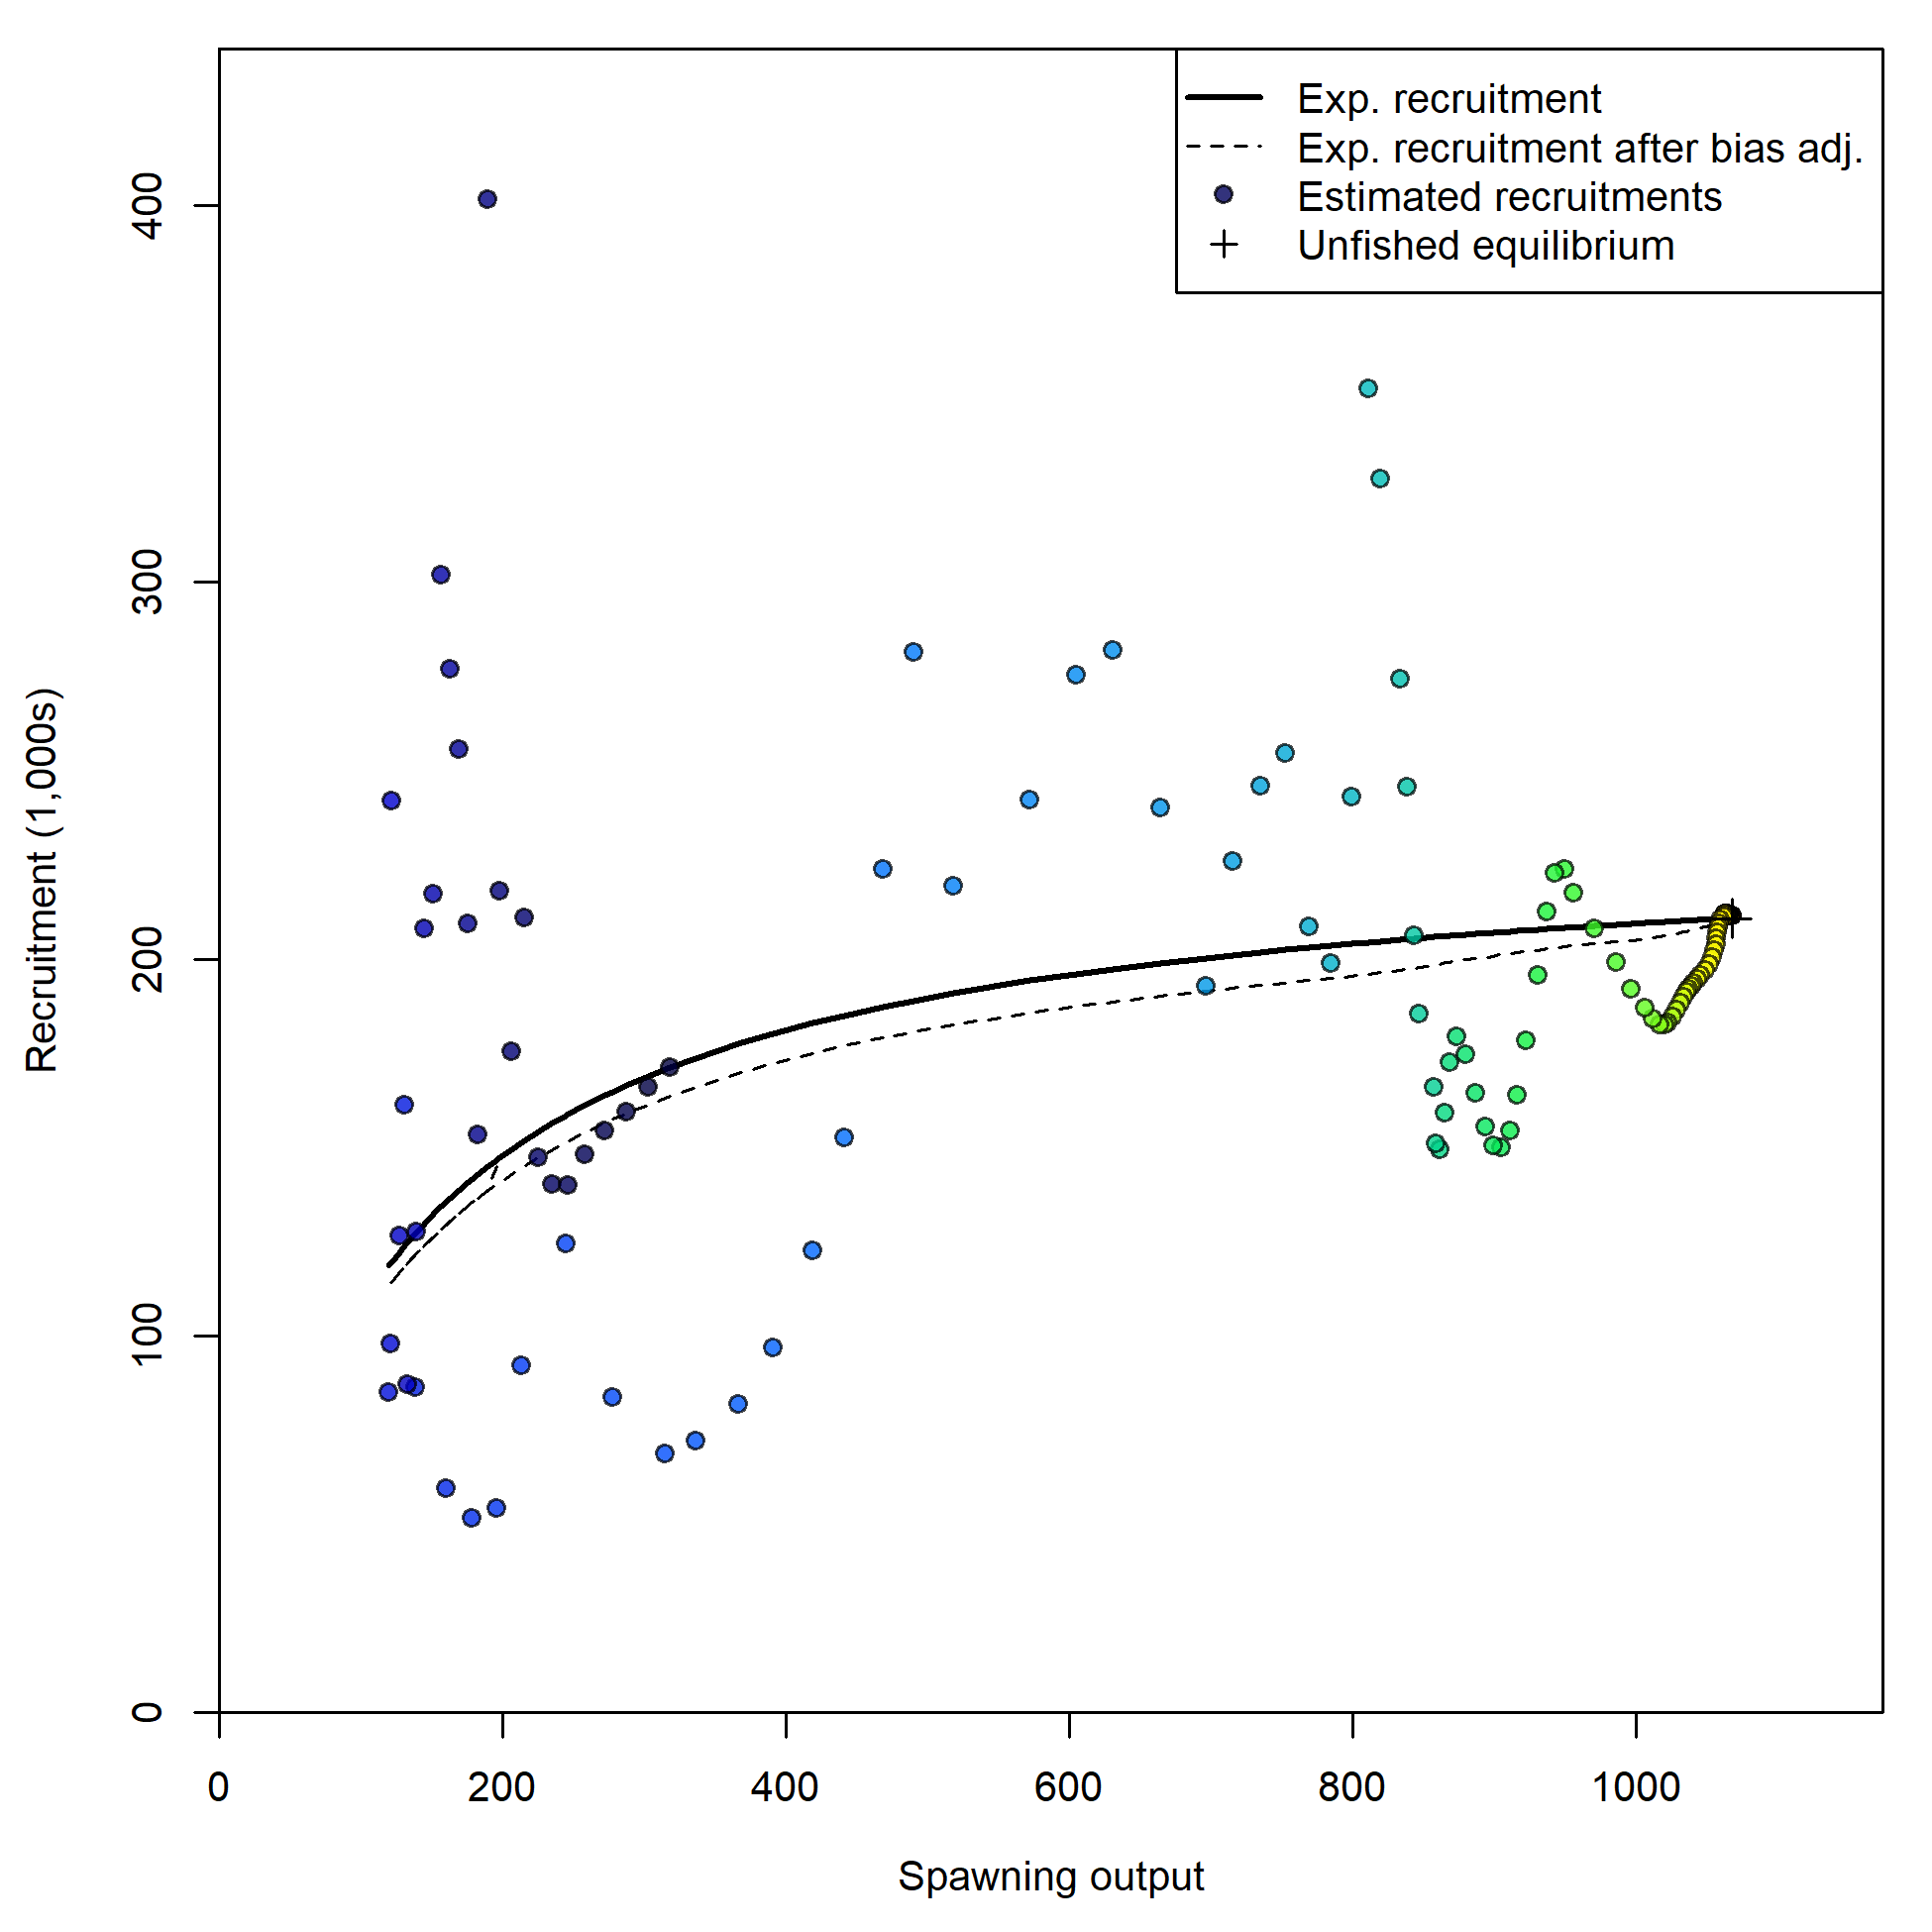 Exp. recruitment
Exp. recruitment after bias adj.
Estimated recruitments
Unfished equilibrium
Recruitment (1,000s)
400
300
200
100
0
0 200 400 600 800 1000
Spawning output